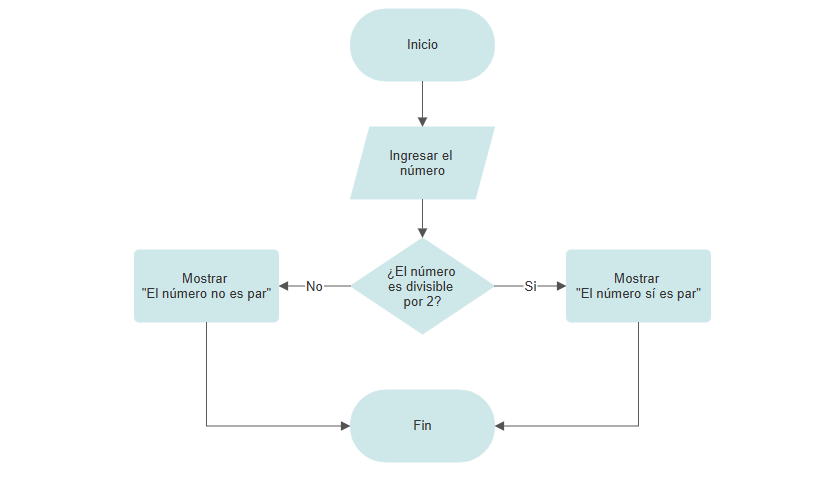 Inicio
Ingresar el
número
¿El número
es divisible
por 2?
No
Si
Mostrar
"El número no es par"
Mostrar
"El número sí es par"
Fin